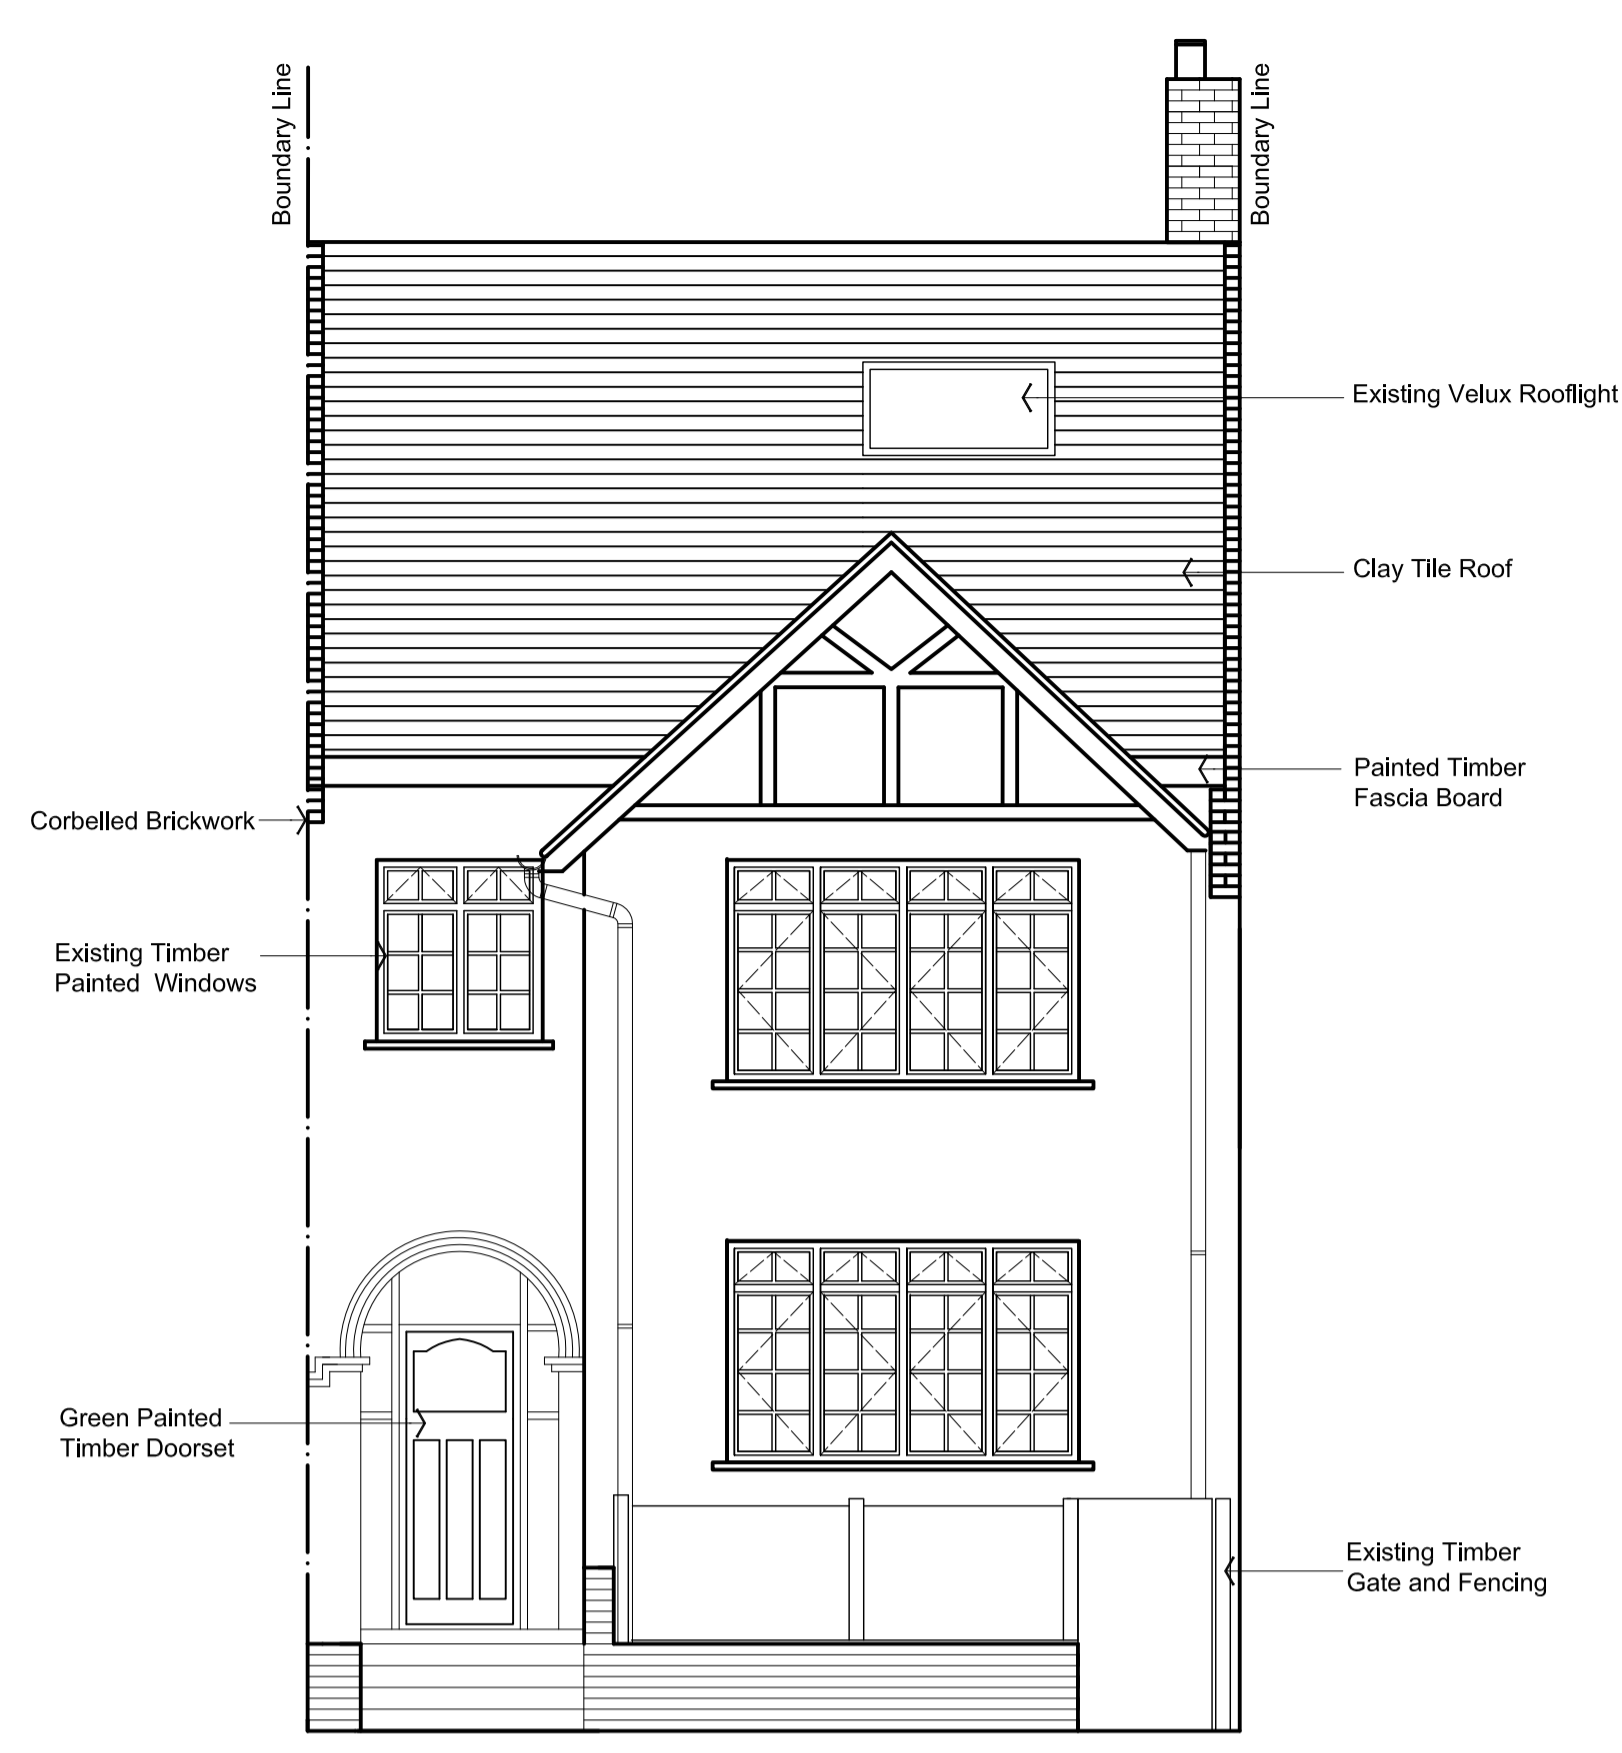 Boundary Line
Boundary Line
Existing Velux Rooflight
Clay Tile Roof
Painted Timber
Fascia Board
Corbelled Brickwork
Existing Timber
Painted Windows
Green Painted
Timber Doorset
Existing Timber
Gate and Fencing